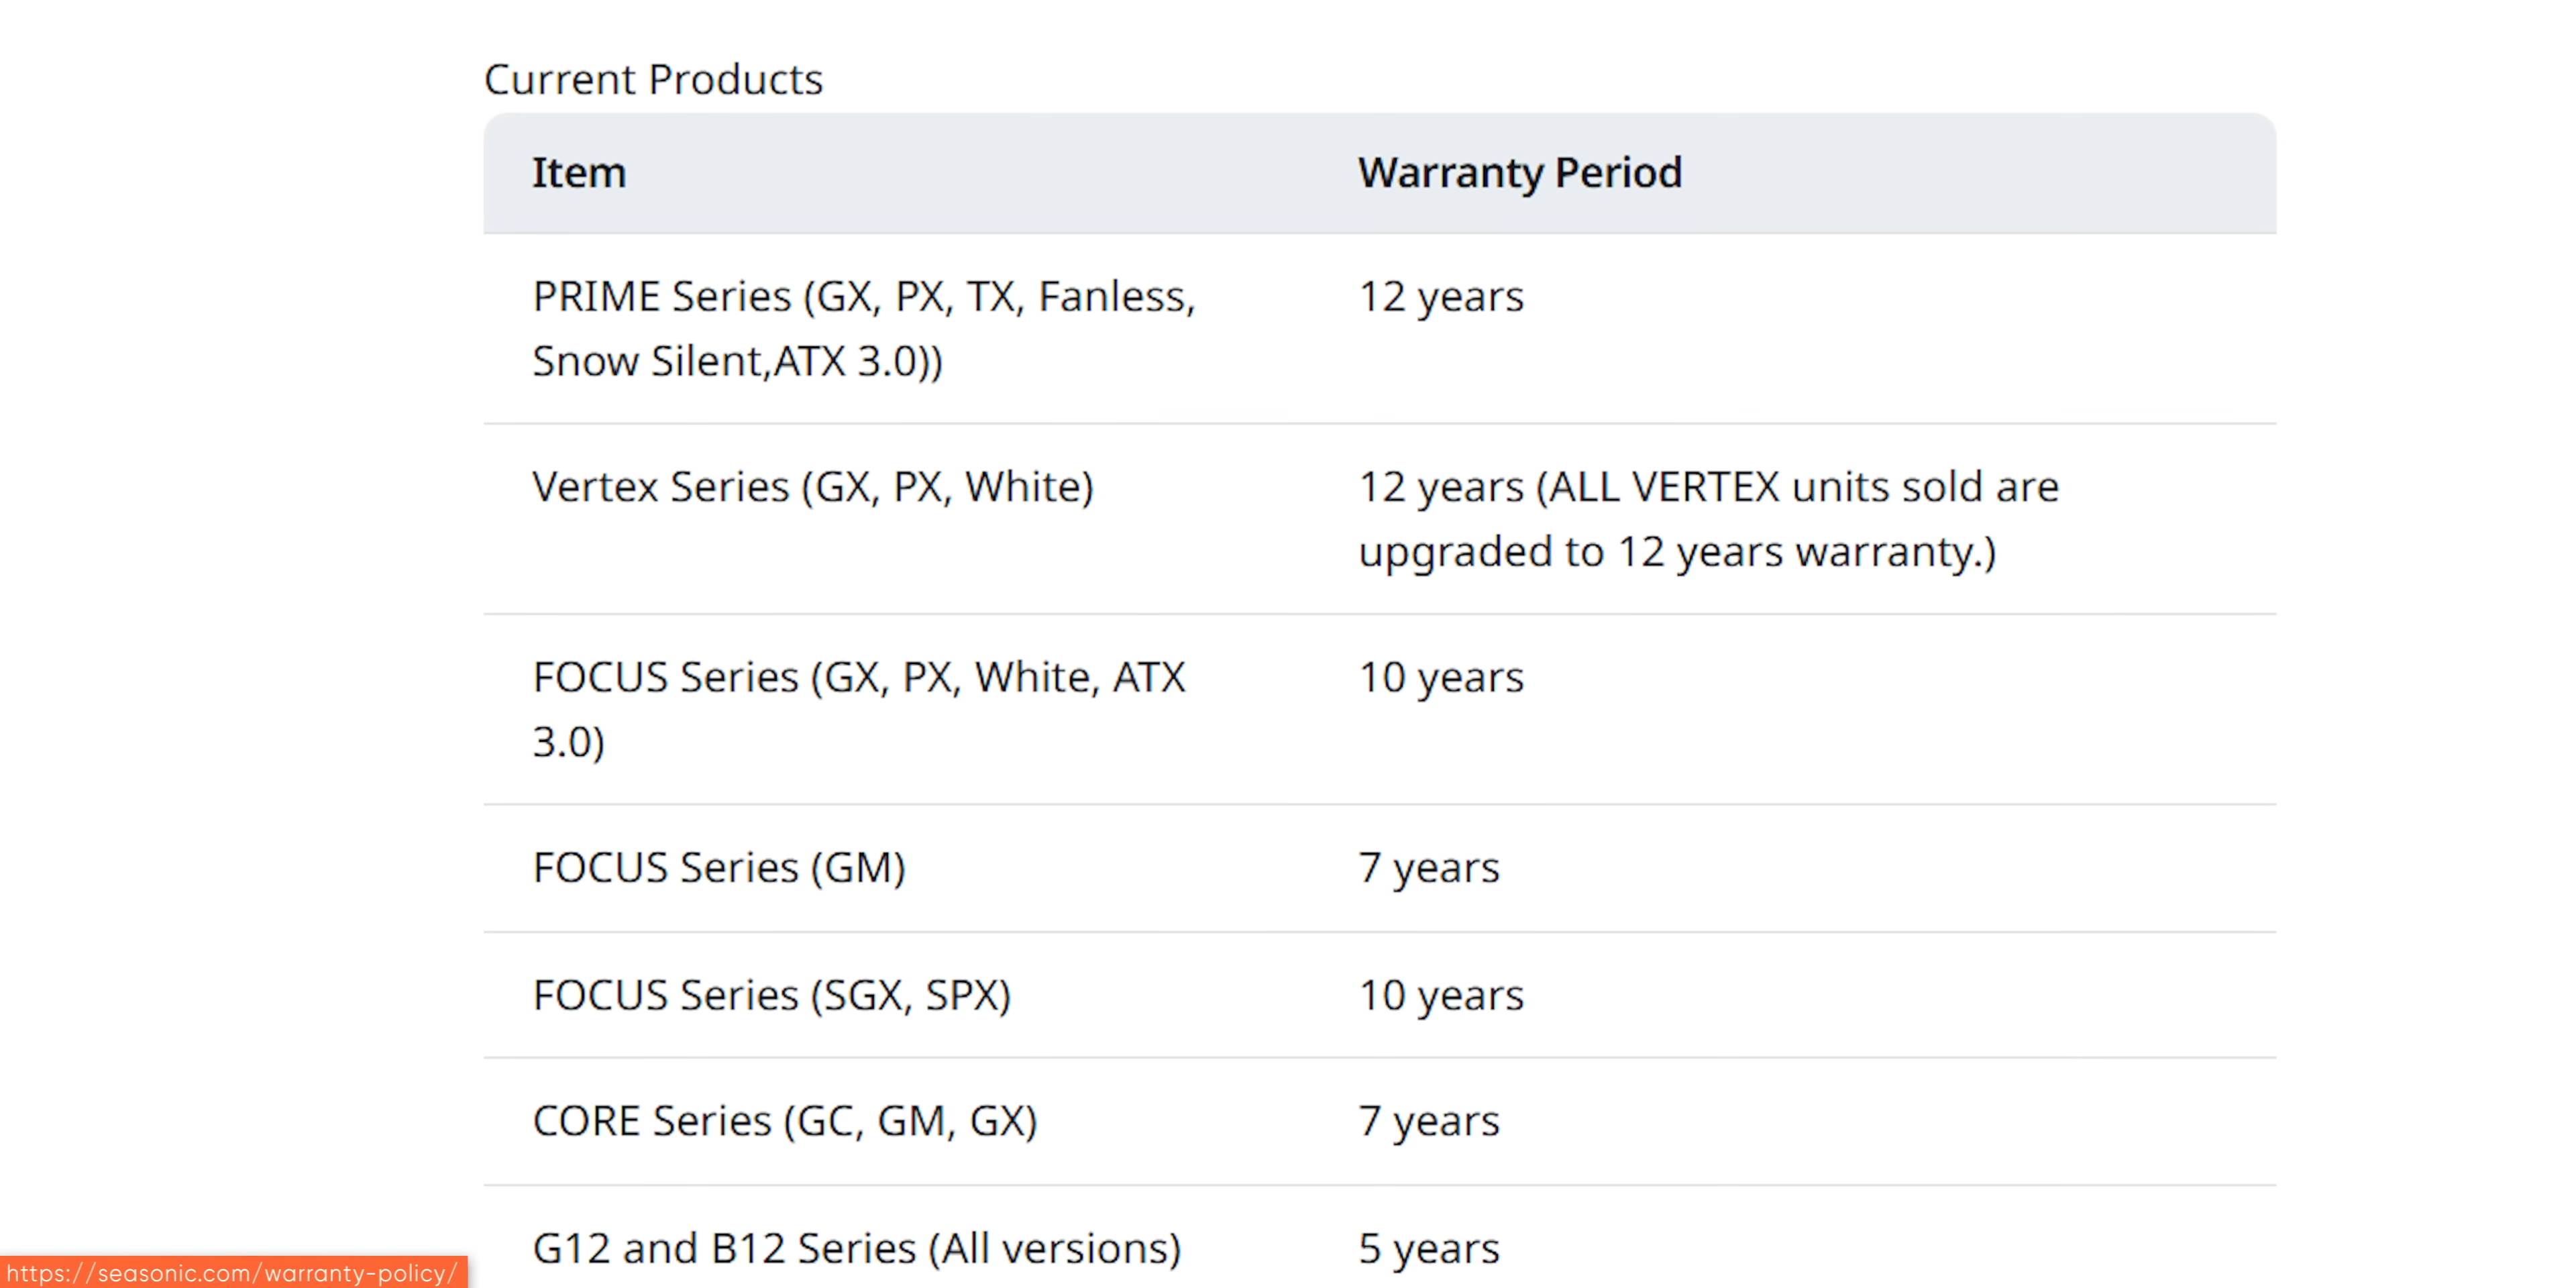 Current Products
Item
Warranty Period
PRIME Series (GX, PX, TX, Fanless,
Snow Silent,ATX 3.0))
12 years
Vertex Series (GX, PX, White)
12 years (ALL VERTEX units sold are
upgraded to 12 years warranty.)
FOCUS Series (GX, PX, White, ATX
3.0)
10 years
FOCUS Series (GM)
7 years
FOCUS Series (SGX, SPX)
10 years
CORE Series (GC, GM, GX)
7 years
G12 and B12 Series (All versions)
5 years
https://seasonic.com/warranty-policy/